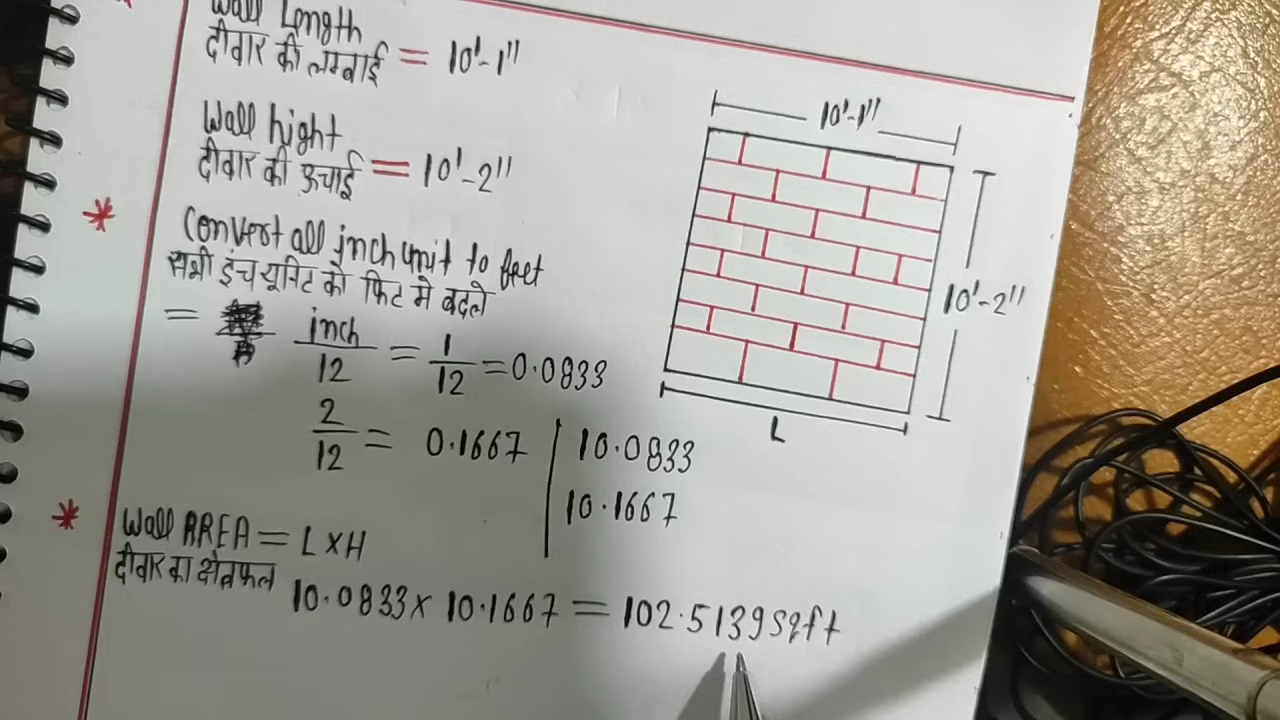 Wall Length
दीवार की लम्बाई = 10'-1"
Wall hight
दीवार की ऊचाई = 10'-2"
* Convert all inch unit to feet
सभी इंच यूनिट को फिट मे बदले
= inch/12 = 1/12 = 0.0833
2/12 = 0.1667 | 10.0833
10.1667
* Wall AREA = L X H
दीवार का क्षेत्रफल
10.0833 x 10.1667 = 102.5139 sqft
10'-1"
10'-2"
L